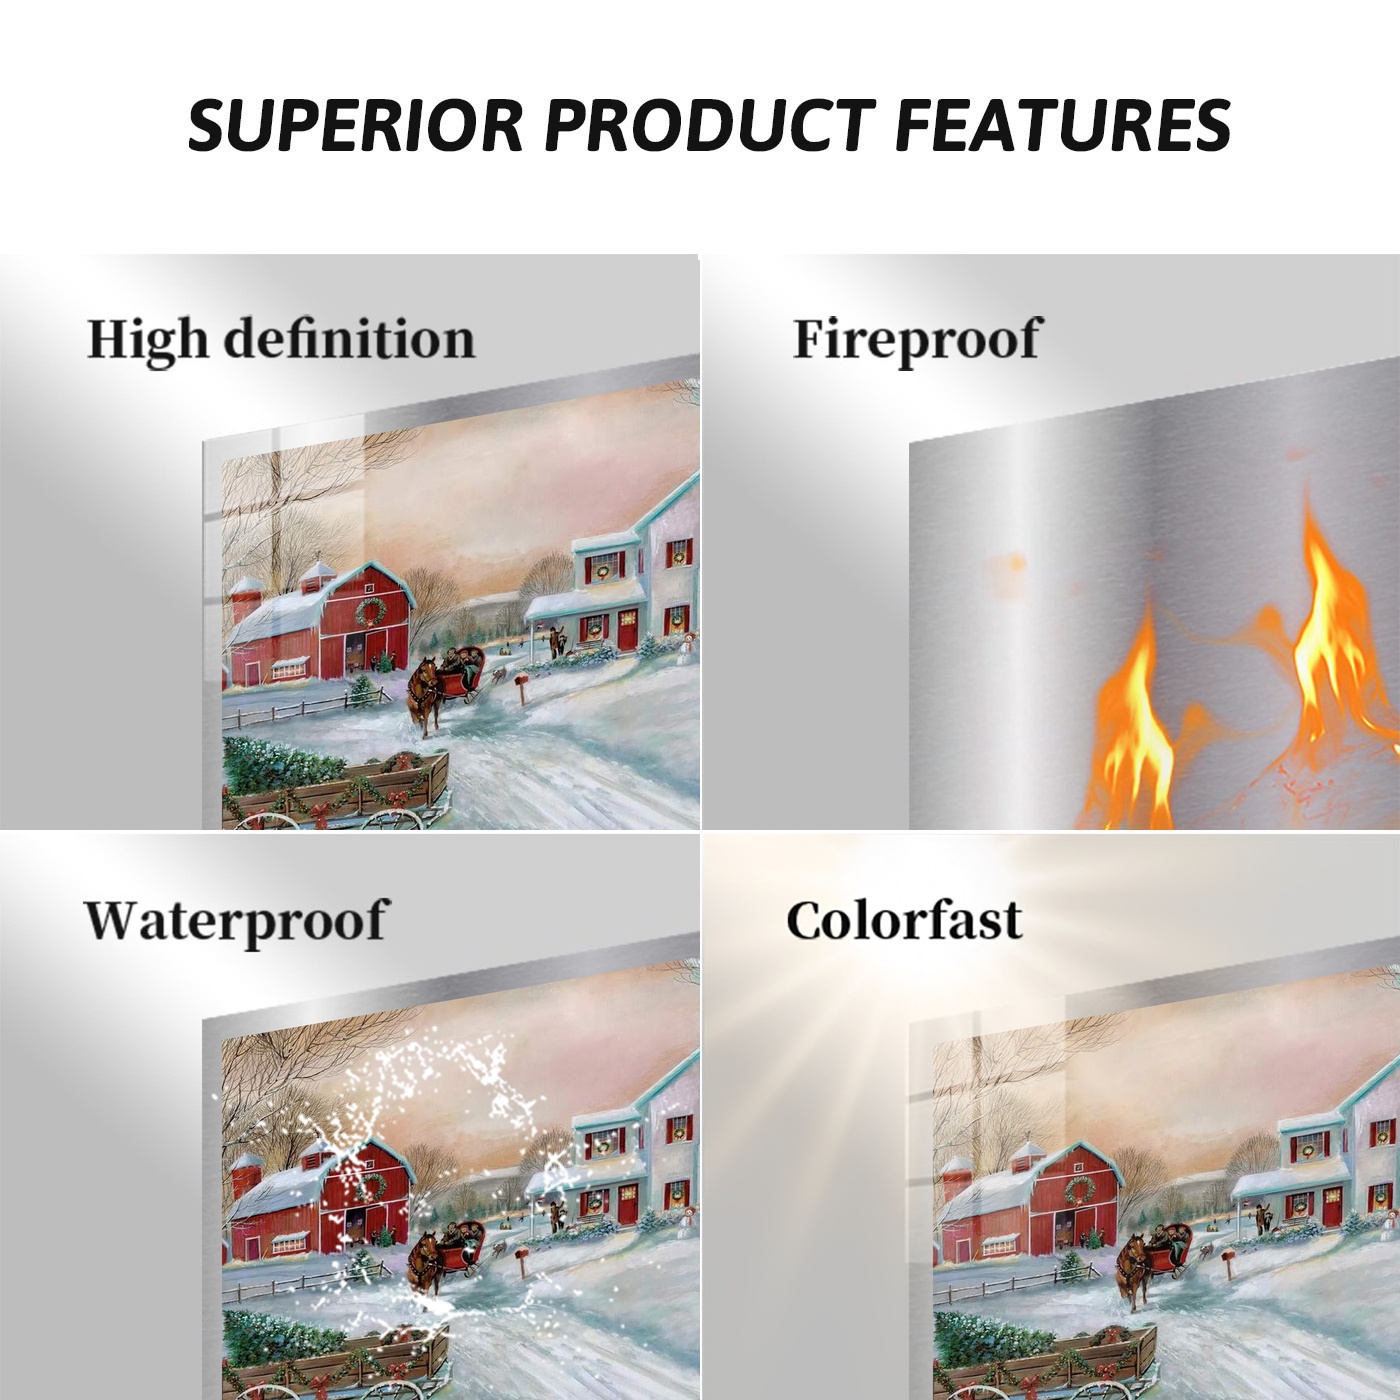 SUPERIOR PRODUCT FEATURES
High definition
Fireproof
Waterproof
Colorfast